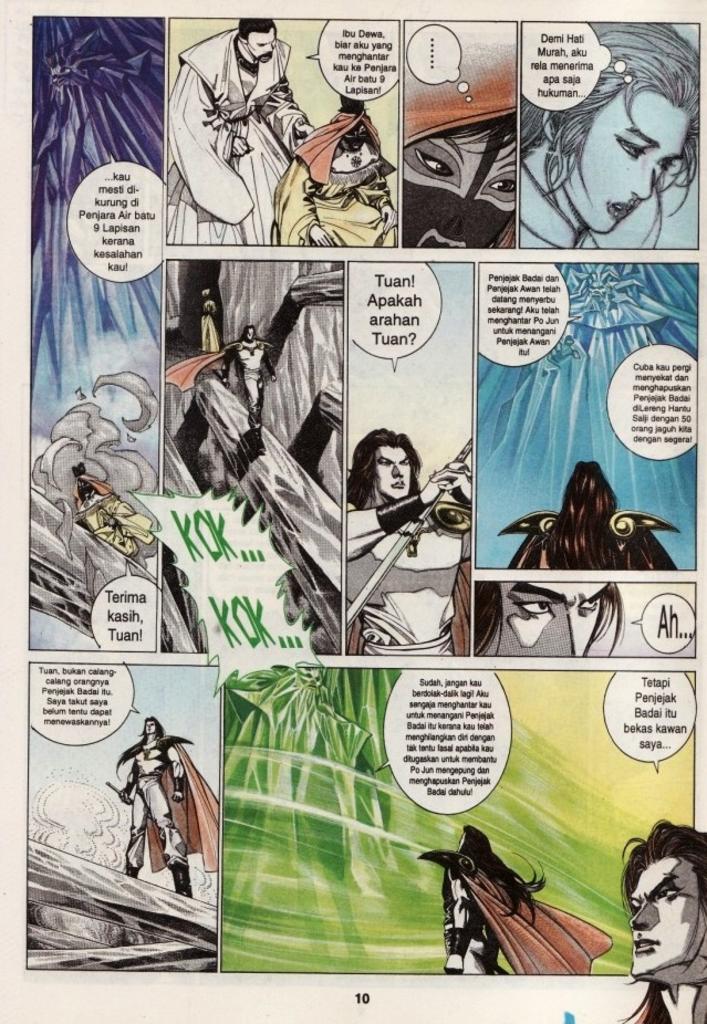 ...kau
mesti di-
kurung di
Penjara Air batu
9 Lapisan
kerana
kesalahan
kau!
Ibu Dewa,
biar aku yang
menghantar
kau ke Penjara
Air batu 9
Lapisan!
......
Demi Hati
Murah, aku
rela menerima
apa saja
hukuman...
Terima
kasih,
Tuan!
KOK...
KOK...
Tuan!
Apakah
arahan
Tuan?
Penjejak Badai dan
Penjejak Awan telah
datang menyerbu
sekarang! Aku telah
menghantar Po Jun
untuk menangani
Penjejak Awan
itu!
Cuba kau pergi
menyekat dan
menghapuskan
Penjejak Badai
diLereng Hantu
Salji dengan 50
orang jaguh kita
dengan segera!
Ah...
Tuan, bukan calang-
calang orangnya
Penjejak Badai itu.
Saya takut saya
belum tentu dapat
menewaskannya!
Sudah, jangan kau
berdolak-dalik lagi! Aku
sengaja menghantar kau
untuk menangani Penjejak
Badai itu kerana kau telah
menghilangkan diri dengan
tak tentu fasal apabila kau
ditugaskan untuk membantu
Po Jun mengepung dan
menghapuskan Penjejak
Badai dahulu!
Tetapi
Penjejak
Badai itu
bekas kawan
saya...
10